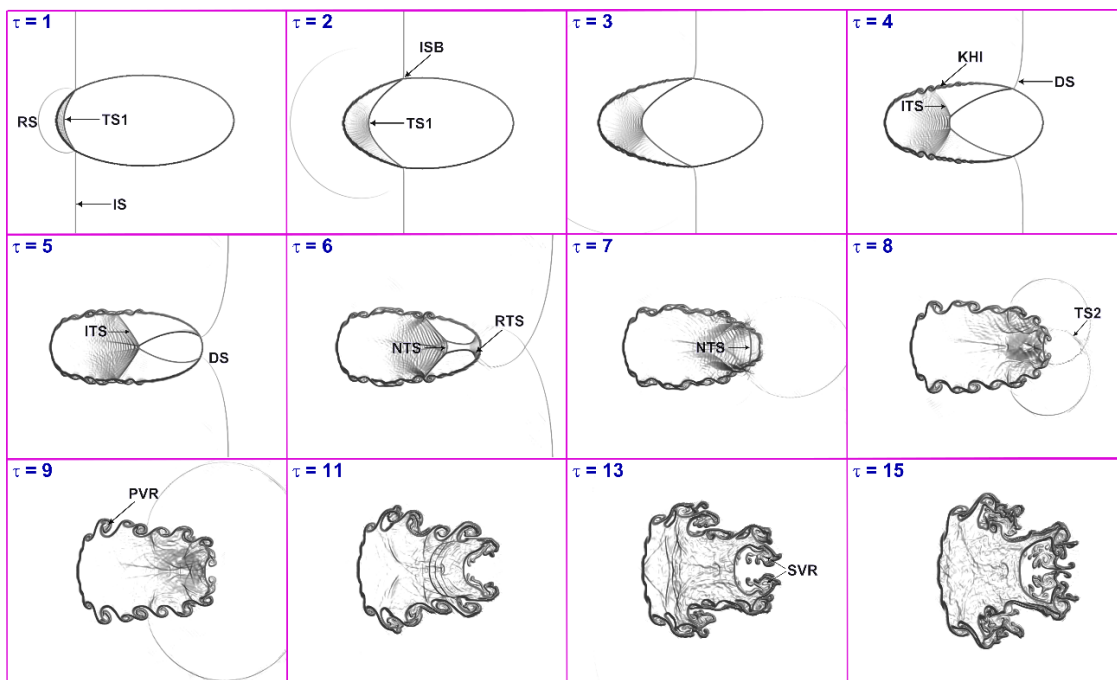 τ = 1
RS
TS1
IS
τ = 2
ISB
TS1
τ = 3
τ = 4
KHI
DS
ITS
τ = 5
ITS
DS
τ = 6
RTS
NTS
τ = 7
NTS
τ = 8
TS2
τ = 9
PVR
τ = 11
τ = 13
SVR
τ = 15